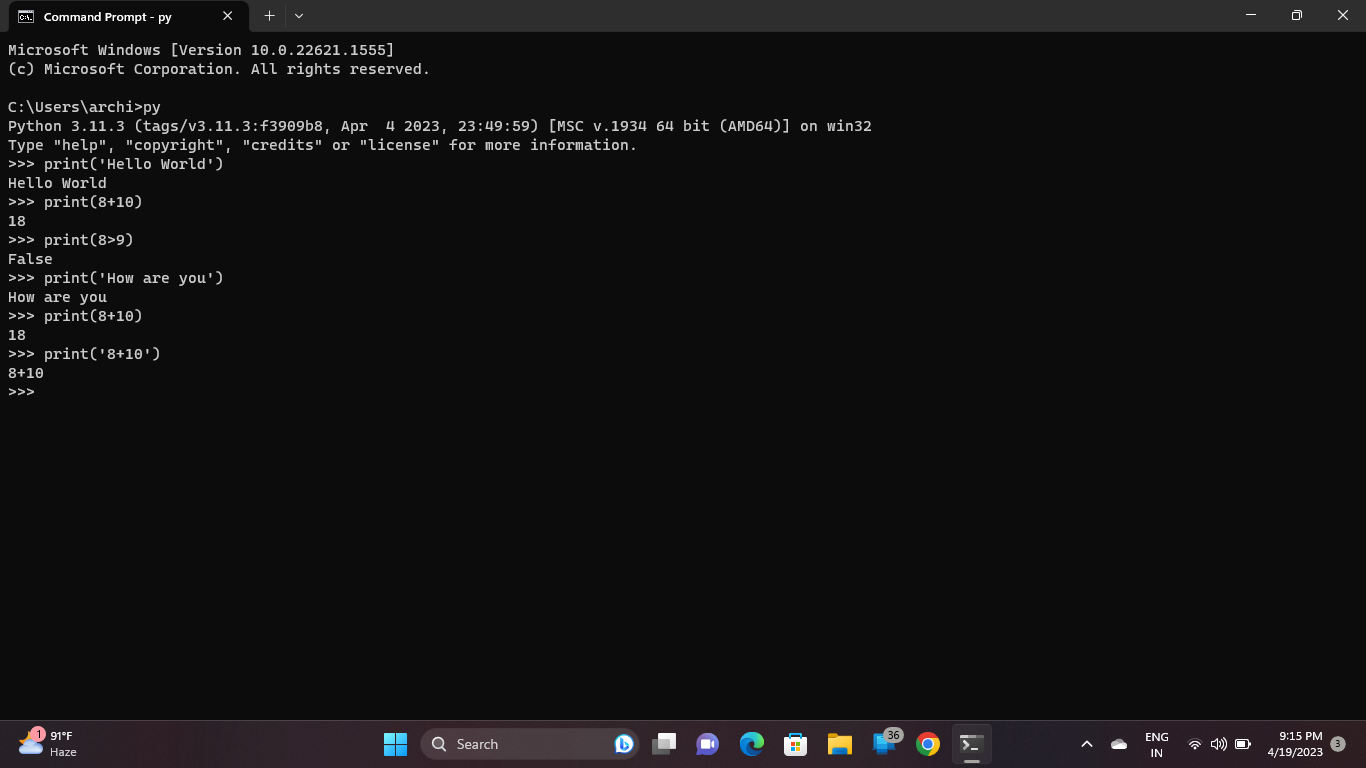 Command Prompt - py
Microsoft Windows [Version 10.0.22621.1555]
(c) Microsoft Corporation. All rights reserved.
C:\Users\archi>py
Python 3.11.3 (tags/v3.11.3:f3909b8, Apr  4 2023, 23:49:59) [MSC v.1934 64 bit (AMD64)] on win32
Type "help", "copyright", "credits" or "license" for more information.
>>> print('Hello World')
Hello World
>>> print(8+10)
18
>>> print(8>9)
False
>>> print('How are you')
How are you
>>> print(8+10)
18
>>> print('8+10')
8+10
>>>
1
91°F
Haze
Search
36
ENG
IN
9:15 PM
4/19/2023
3